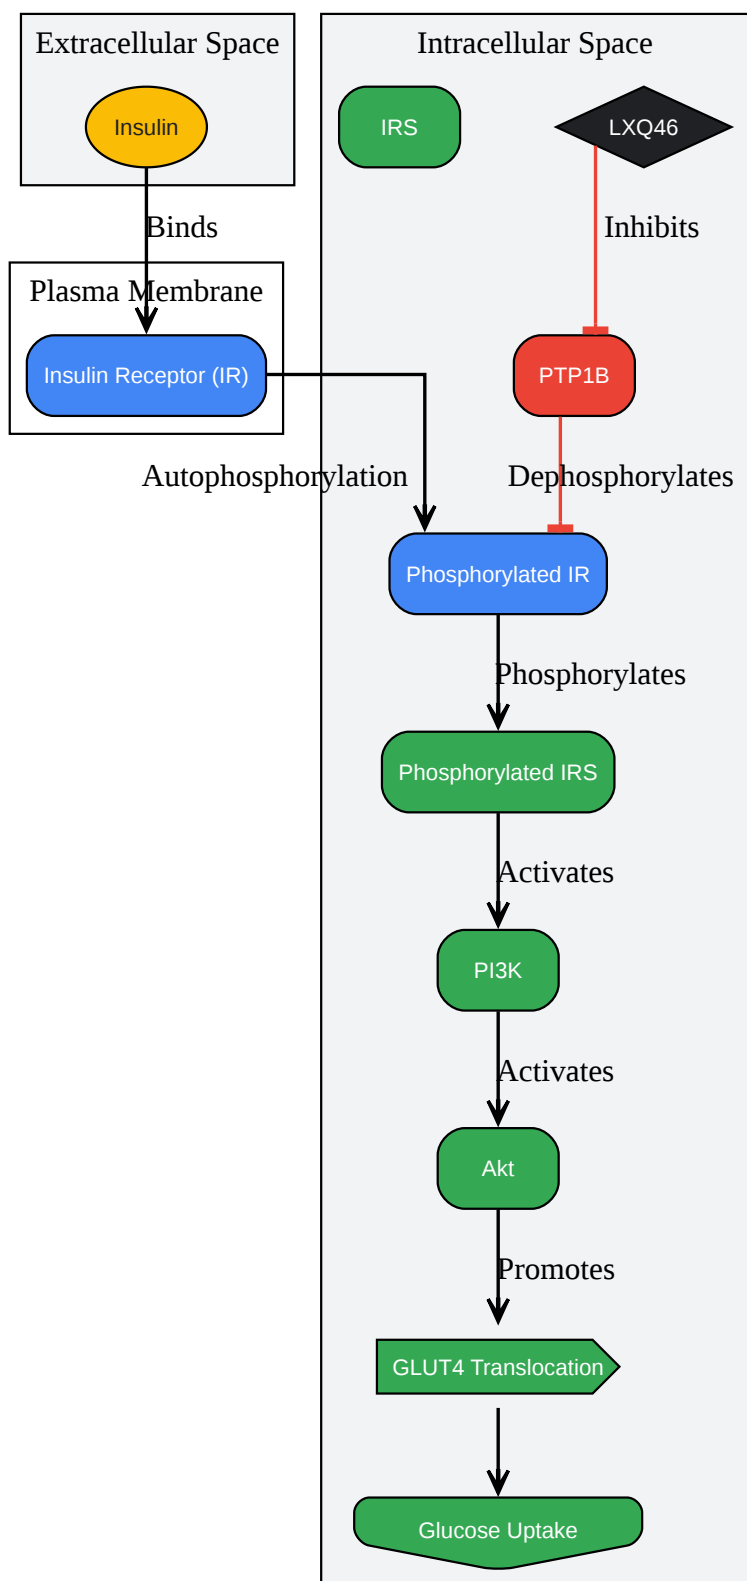 Extracellular Space
Intracellular Space
Insulin
IRS
LXQ46
Binds
Inhibits
Plasma Membrane
Insulin Receptor (IR)
PTP1B
Autophosphorylation
Dephosphorylates
Phosphorylated IR
Phosphorylates
Phosphorylated IRS
Activates
PI3K
Activates
Akt
Promotes
GLUT4 Translocation
Glucose Uptake